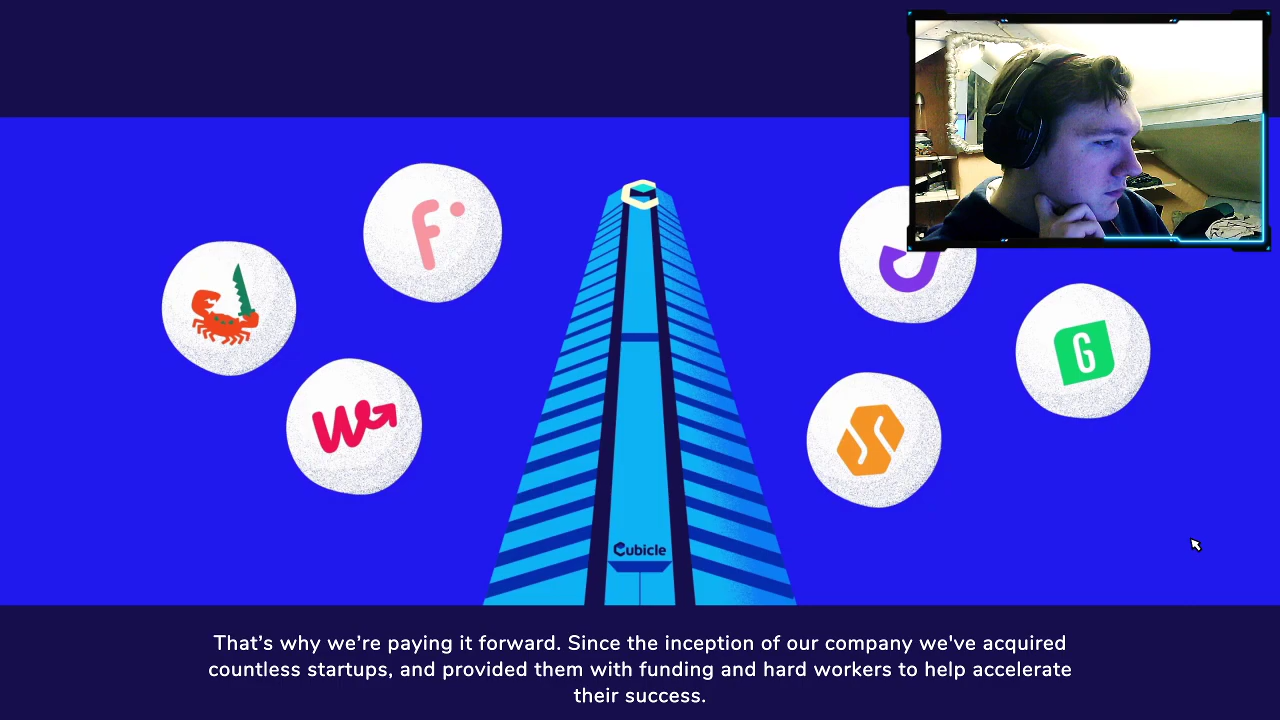 f
W
G
Cubicle
That’s why we’re paying it forward. Since the inception of our company we've acquired
countless startups, and provided them with funding and hard workers to help accelerate
their success.